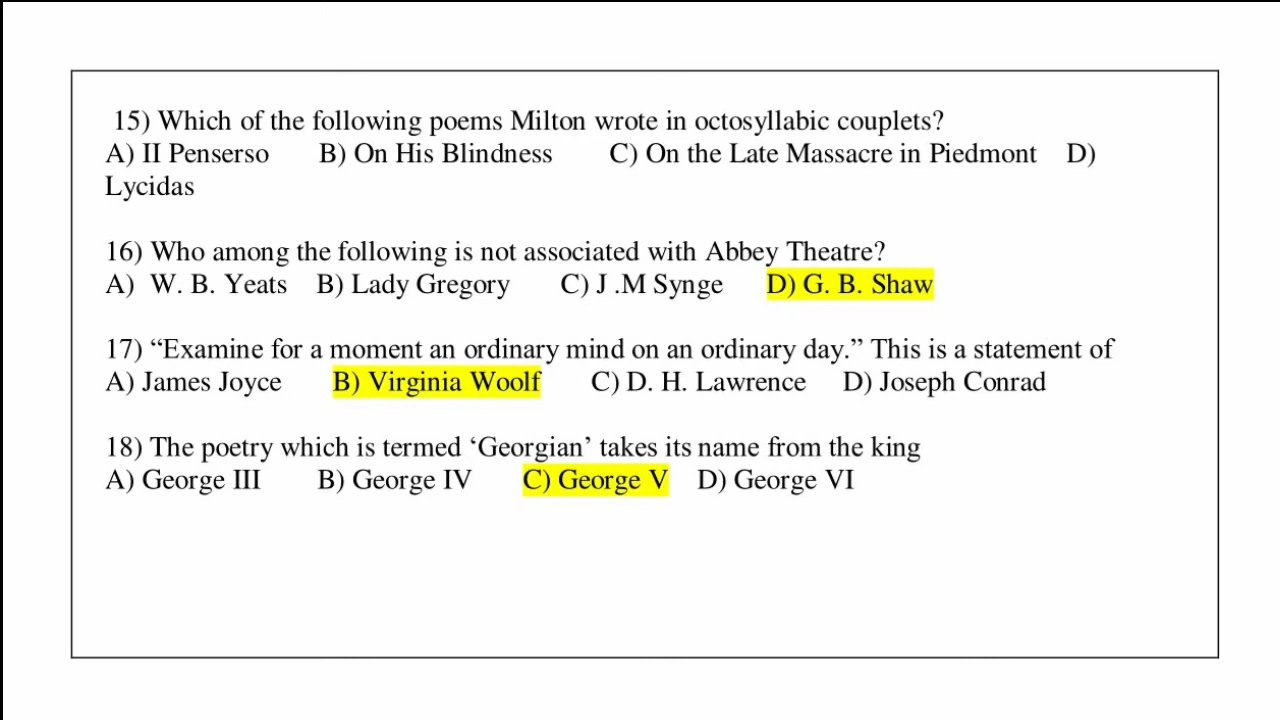 15) Which of the following poems Milton wrote in octosyllabic couplets?
A) II Penserso B) On His Blindness C) On the Late Massacre in Piedmont D)
Lycidas
16) Who among the following is not associated with Abbey Theatre?
A) W. B. Yeats B) Lady Gregory C) J .M Synge D) G. B. Shaw
17) “Examine for a moment an ordinary mind on an ordinary day.” This is a statement of
A) James Joyce B) Virginia Woolf C) D. H. Lawrence D) Joseph Conrad
18) The poetry which is termed ‘Georgian’ takes its name from the king
A) George III B) George IV C) George V D) George VI